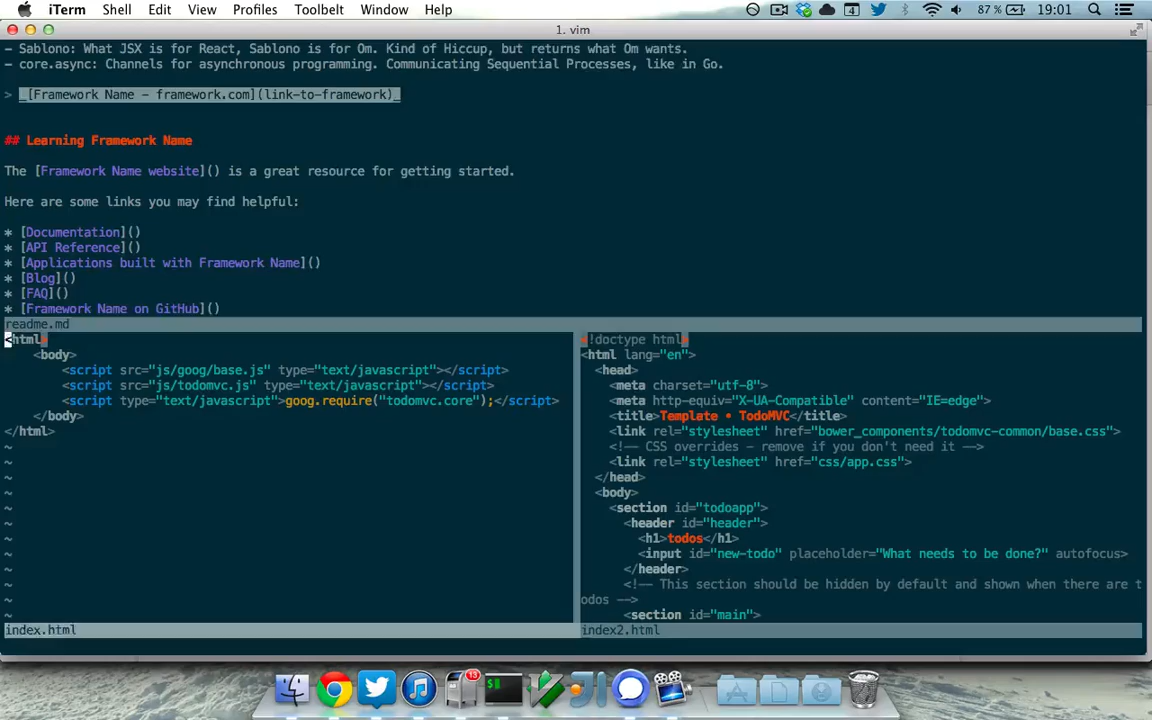 iTerm Shell Edit View Profiles Toolbelt Window Help 4 87% 19:01
1. vim
- Sablono: What JSX is for React, Sablono is for Om. Kind of Hiccup, but returns what Om wants.
- core.async: Channels for asynchronous programming. Communicating Sequential Processes, like in Go.
> _[Framework Name - framework.com](link-to-framework)_
## Learning Framework Name
The [Framework Name website]() is a great resource for getting started.
Here are some links you may find helpful:
* [Documentation]()
* [API Reference]()
* [Applications built with Framework Name]()
* [Blog]()
* [FAQ]()
* [Framework Name on GitHub]()
readme.md
<html>
<body>
<script src="js/goog/base.js" type="text/javascript"></script>
<script src="js/todomvc.js" type="text/javascript"></script>
<script type="text/javascript">goog.require("todomvc.core");</script>
</body>
</html>
~
~
~
~
~
~
~
~
~
~
~
~
index.html
<!doctype html>
<html lang="en">
<head>
<meta charset="utf-8">
<meta http-equiv="X-UA-Compatible" content="IE=edge">
<title>Template • TodoMVC</title>
<link rel="stylesheet" href="bower_components/todomvc-common/base.css">
<!-- CSS overrides - remove if you don't need it -->
<link rel="stylesheet" href="css/app.css">
</head>
<body>
<section id="todoapp">
<header id="header">
<h1>todos</h1>
<input id="new-todo" placeholder="What needs to be done?" autofocus>
</header>
<!-- This section should be hidden by default and shown when there are t
odos -->
<section id="main">
index2.html
13
$